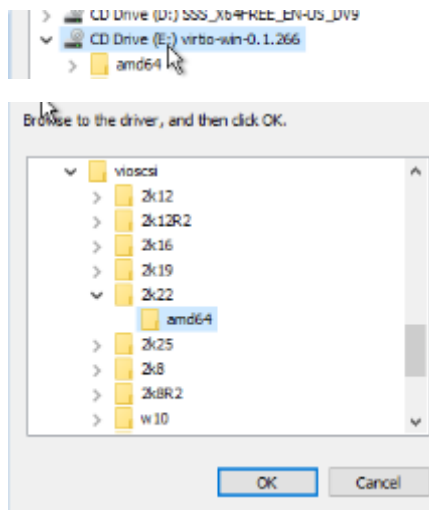 CD Drive (D:) SSS_X64FREE_EN-US_DV9
CD Drive (E:) virtio-win-0.1.266
amd64
Browse to the driver, and then click OK.
vioscsi
2k12
2k12R2
2k16
2k19
2k22
amd64
2k25
2k8
2k8R2
w10
OK
Cancel